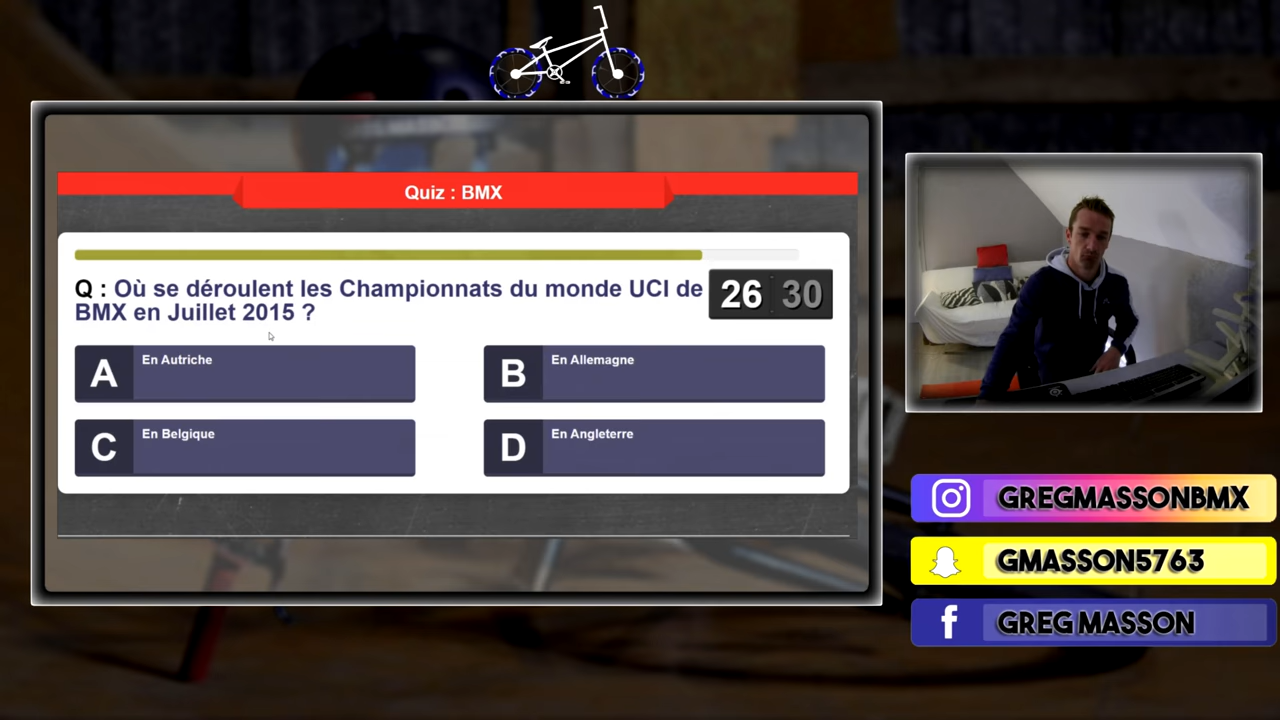 Quiz : BMX
Q : Où se déroulent les Championnats du monde UCI de
BMX en Juillet 2015 ?
26 30
A En Autriche
B En Allemagne
C En Belgique
D En Angleterre
GREGMASSONBMX
GMASSON5763
GREG MASSON